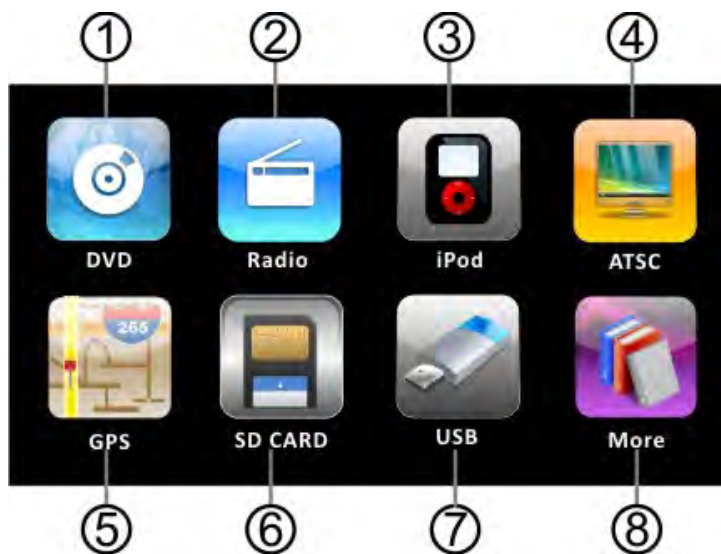 ① ② ③ ④
DVD Radio iPod ATSC
265
GPS SD CARD USB More
⑤ ⑥ ⑦ ⑧